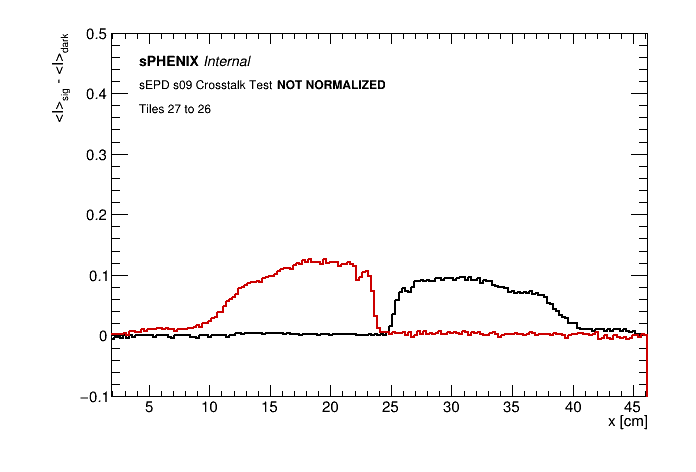 0.5
<I>sig - <I>dark
sPHENIX Internal
sEPD s09 Crosstalk Test NOT NORMALIZED
0.4
Tiles 27 to 26
0.3
0.2
0.1
0
−0.1
5 10 15 20 25 30 35 40 45
x [cm]